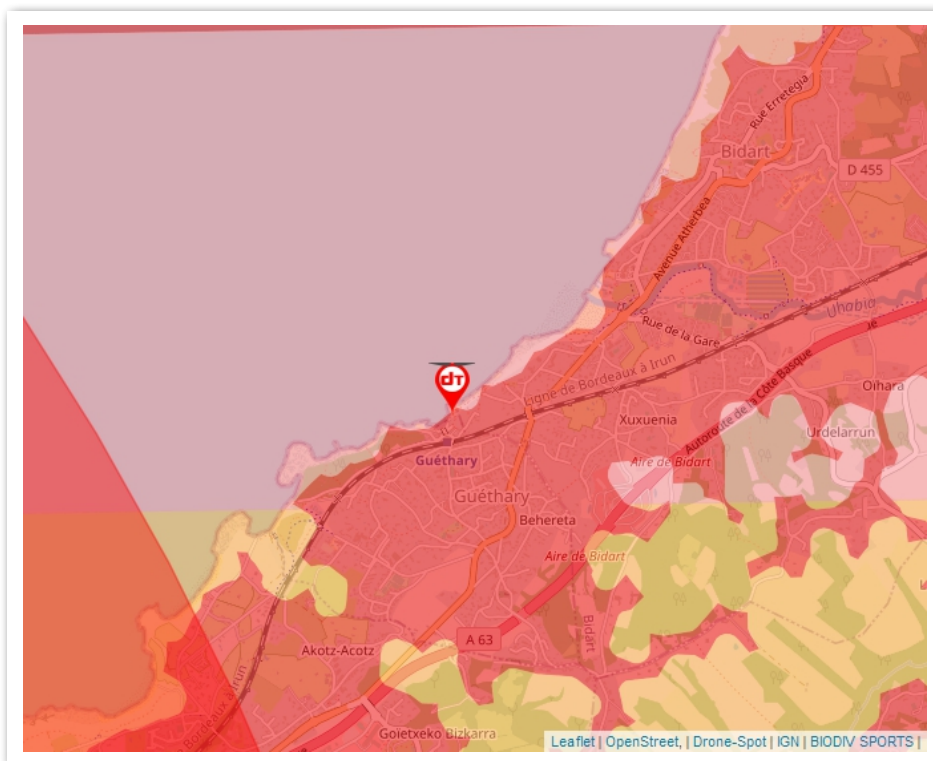 Rue Erretegia
Bidart
D 455
Avenue Atherbea
Uhabia
Rue de la Gare
Ligne de Bordeaux à Irun
dT
Oihara
Xuxuenia
Autoroute de la Côte Basque
Urdelarrun
Guéthary
Aire de Bidart
Guéthary
Behereta
Aire de Bidart
Bidart
A 63
Akotz-Acotz
Bordeaux à Irun
Goietxeko Bizkarra
Leaflet | OpenStreet, | Drone-Spot | IGN | BIODIV SPORTS |